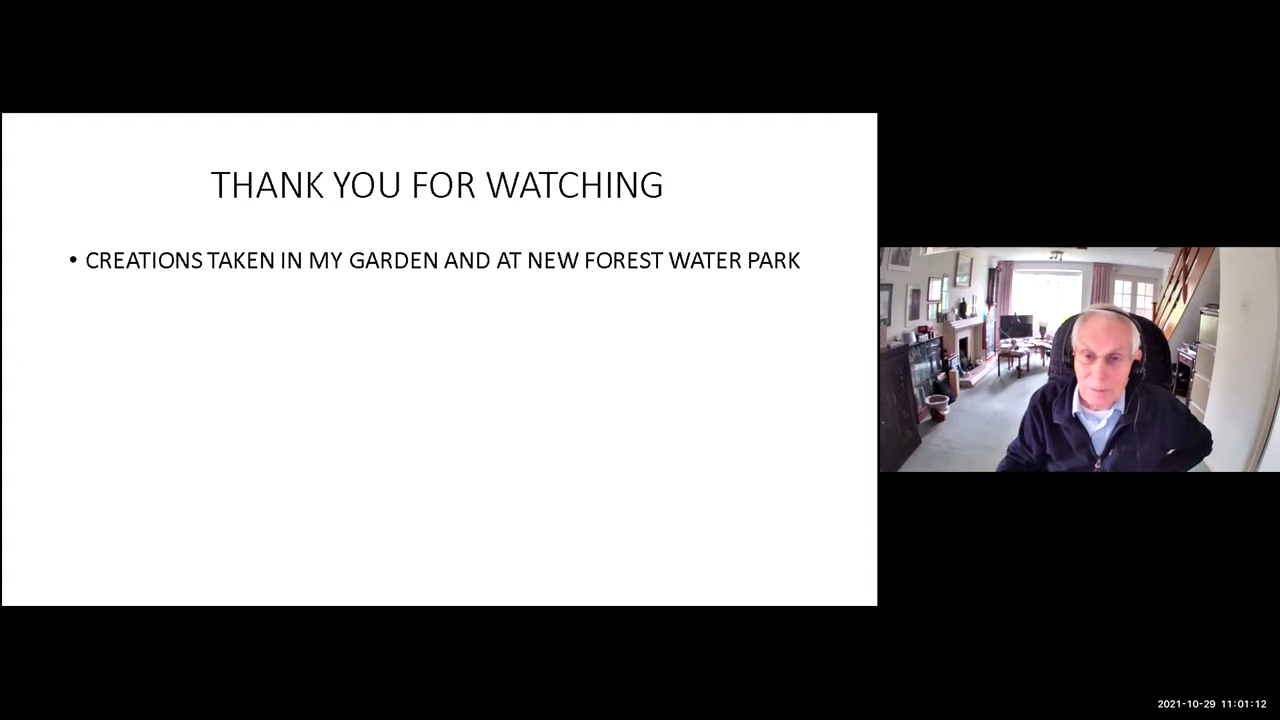 THANK YOU FOR WATCHING
• CREATIONS TAKEN IN MY GARDEN AND AT NEW FOREST WATER PARK
2021-10-29 11:01:12